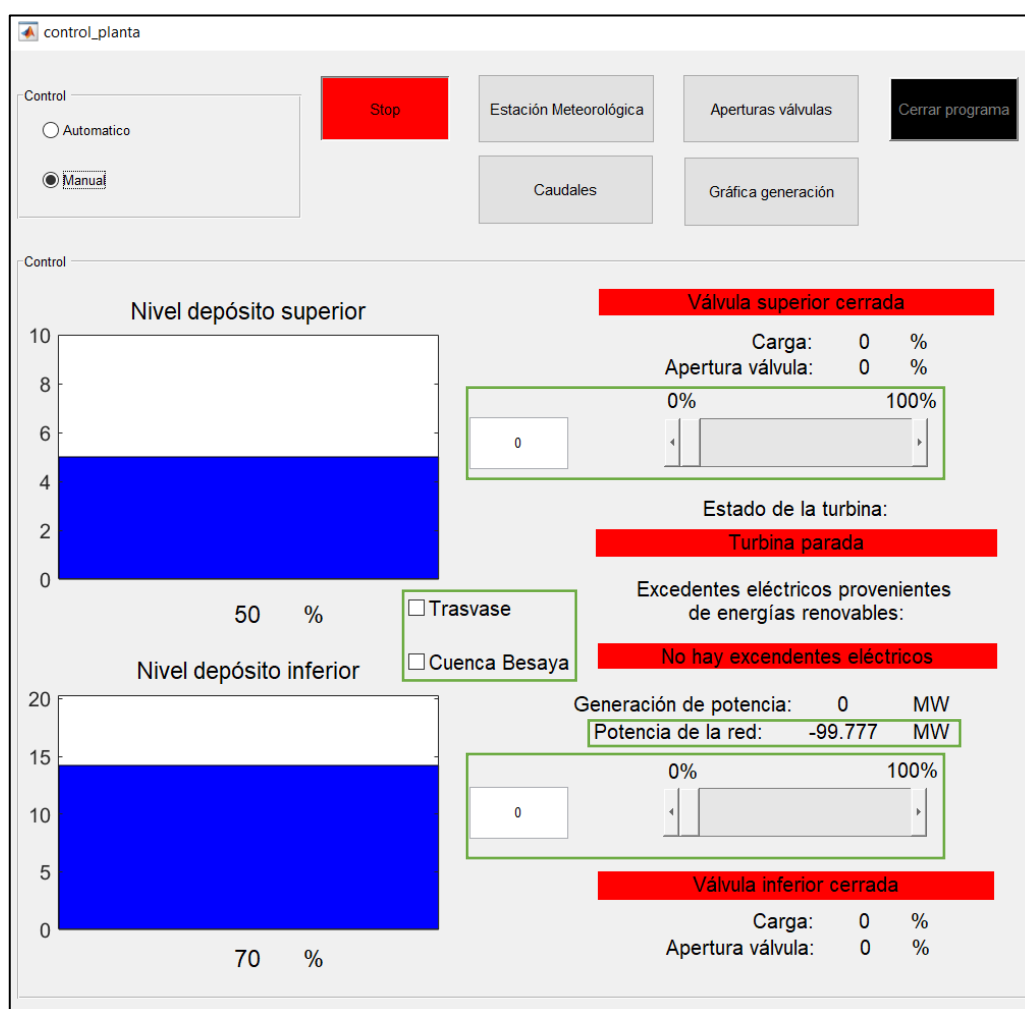 control_planta
Control
Automatico
Manual
Stop
Estación Meteorológica
Aperturas válvulas
Cerrar programa
Caudales
Gráfica generación
Control
Nivel depósito superior
10
8
6
4
2
0
50 %
Válvula superior cerrada
Carga: 0 %
Apertura válvula: 0 %
0% 100%
0
Estado de la turbina:
Turbina parada
Trasvase
Cuenca Besaya
Excedentes eléctricos provenientes
de energías renovables:
No hay excendentes eléctricos
Nivel depósito inferior
20
15
10
5
0
70 %
Generación de potencia: 0 MW
Potencia de la red: -99.777 MW
0% 100%
0
Válvula inferior cerrada
Carga: 0 %
Apertura válvula: 0 %